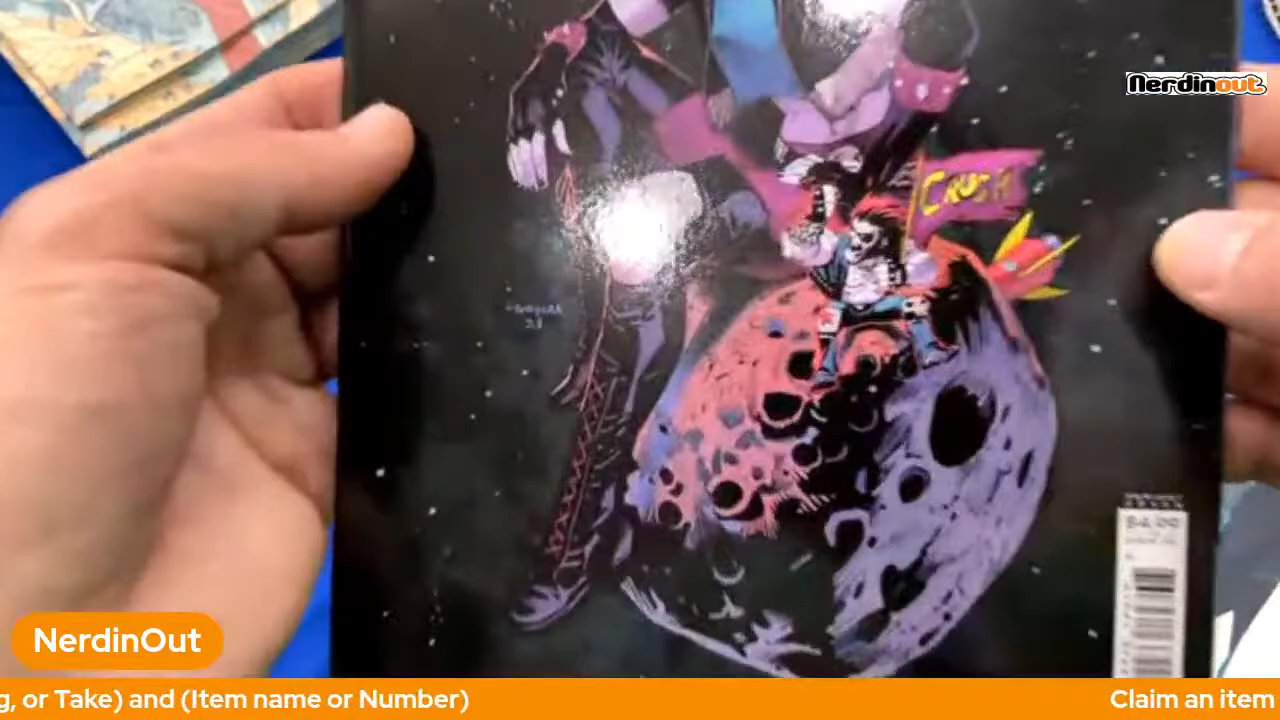 Nerdinout
CRUSH
$4.99
NerdinOut
g, or Take) and (Item name or Number)
Claim an item